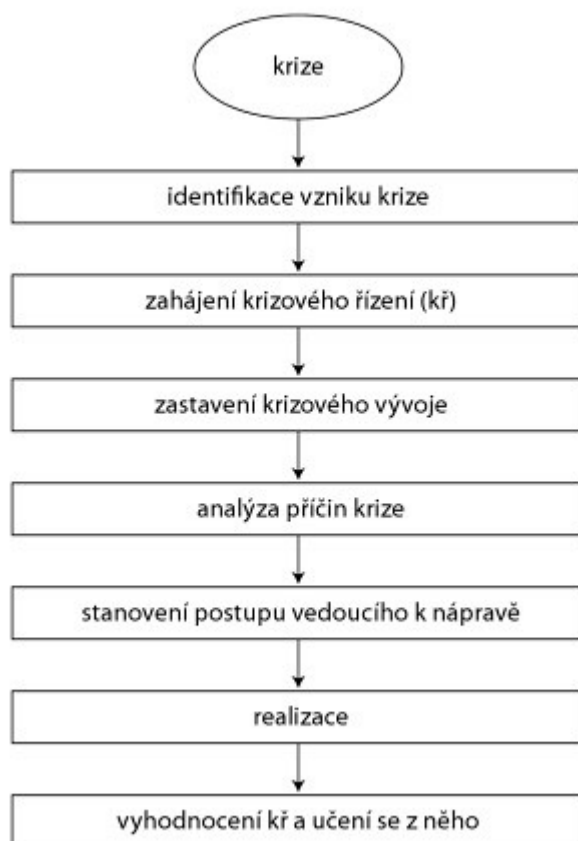 krize
identifikace vzniku krize
zahájení krizového řízení (kř)
zastavení krizového vývoje
analýza příčin krize
stanovení postupu vedoucího k nápravě
realizace
vyhodnocení kř a učení se z něho